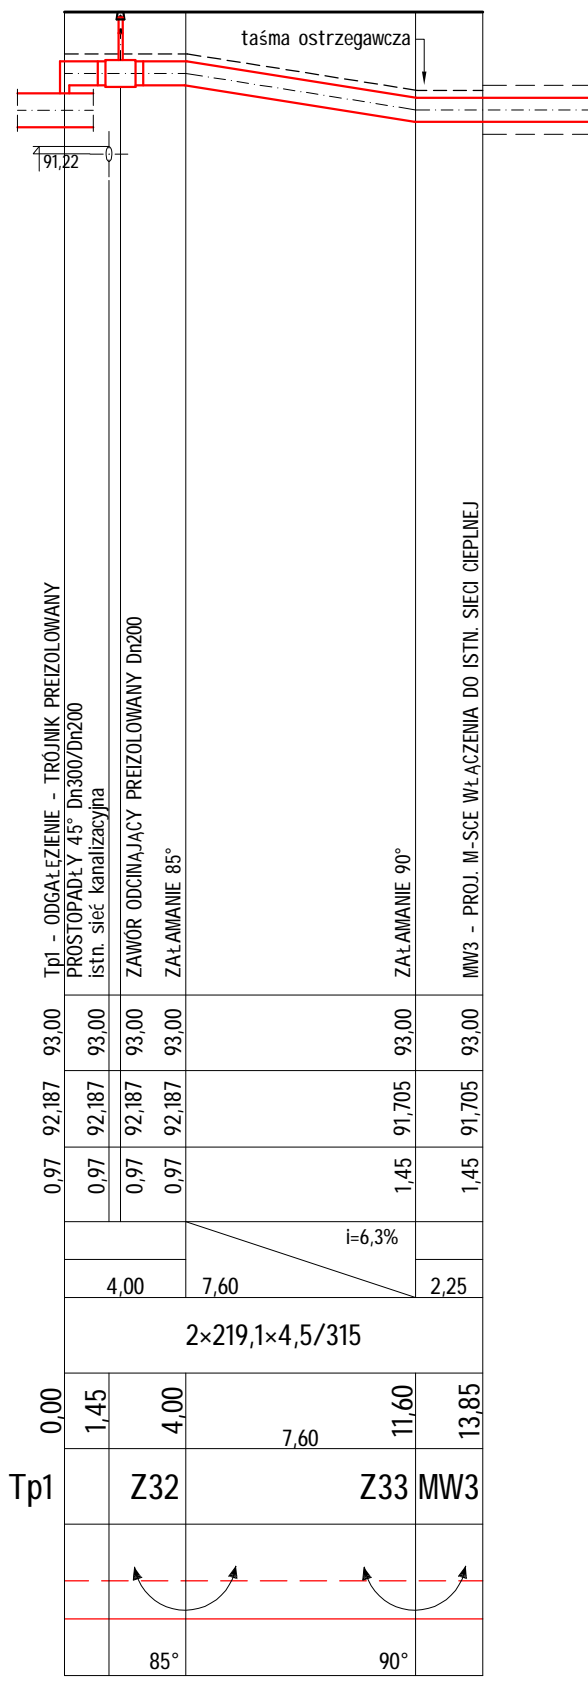 taśma ostrzegawcza
91,22
Tp1 - ODGAŁĘZIENIE - TRÓJNIK PREIZOLOWANY
PROSTOPADŁY 45° Dn300/Dn200
istn. sieć kanalizacyjna
ZAWÓR ODCINAJĄCY PREIZOLOWANY Dn200
ZAŁAMANIE 85°
ZAŁAMANIE 90°
MW3 - PROJ. M-SCE WŁĄCZENIA DO ISTN. SIECI CIEPLNEJ
93,00 93,00 93,00 93,00 93,00 93,00
92,187 92,187 92,187 92,187 91,705 91,705
0,97 0,97 0,97 0,97 1,45 1,45
i=6,3%
4,00 7,60 2,25
2×219,1×4,5/315
0,00 1,45 4,00 7,60 11,60 13,85
Tp1 Z32 Z33 MW3
85° 90°